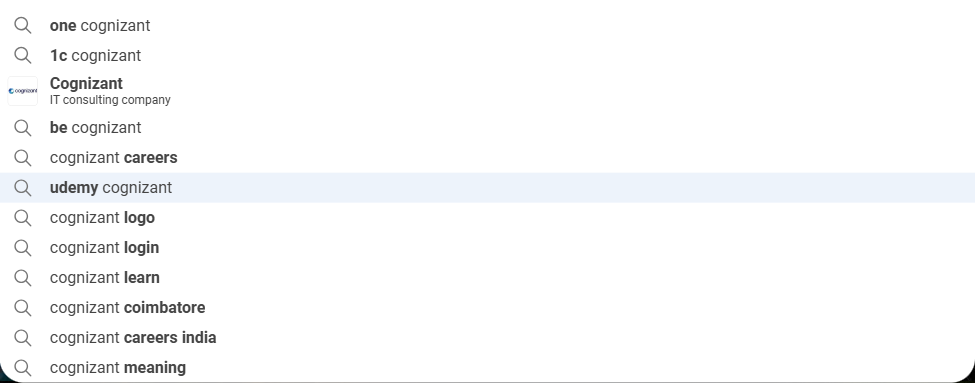 one cognizant
1c cognizant
Cognizant
cognizant
IT consulting company
be cognizant
cognizant careers
udemy cognizant
cognizant logo
cognizant login
cognizant learn
cognizant coimbatore
cognizant careers india
cognizant meaning